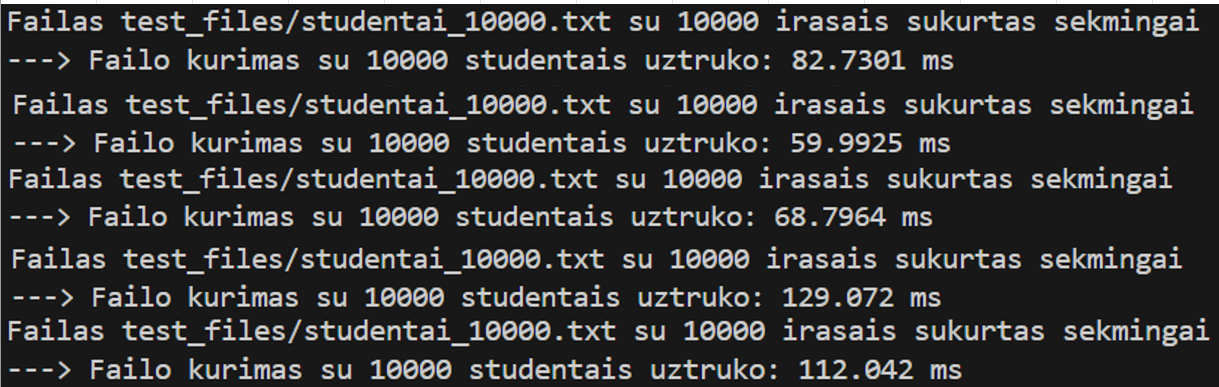 Failas test_files/studentai_10000.txt su 10000 irasais sukurtas sekmingai
---> Failo kurimas su 10000 studentais uztruko: 82.7301 ms
Failas test_files/studentai_10000.txt su 10000 irasais sukurtas sekmingai
---> Failo kurimas su 10000 studentais uztruko: 59.9925 ms
Failas test_files/studentai_10000.txt su 10000 irasais sukurtas sekmingai
---> Failo kurimas su 10000 studentais uztruko: 68.7964 ms
Failas test_files/studentai_10000.txt su 10000 irasais sukurtas sekmingai
---> Failo kurimas su 10000 studentais uztruko: 129.072 ms
Failas test_files/studentai_10000.txt su 10000 irasais sukurtas sekmingai
---> Failo kurimas su 10000 studentais uztruko: 112.042 ms